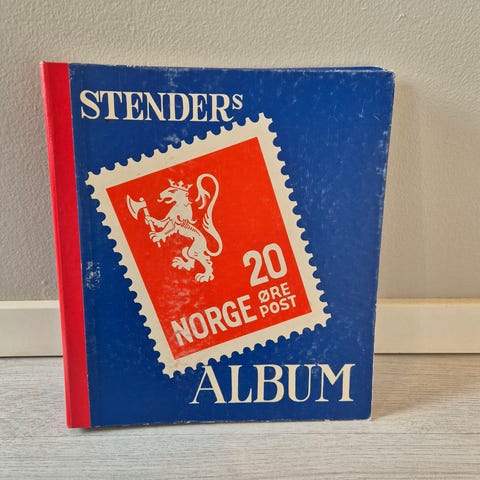 STENDERs
20
NORGE ØRE
POST
ALBUM